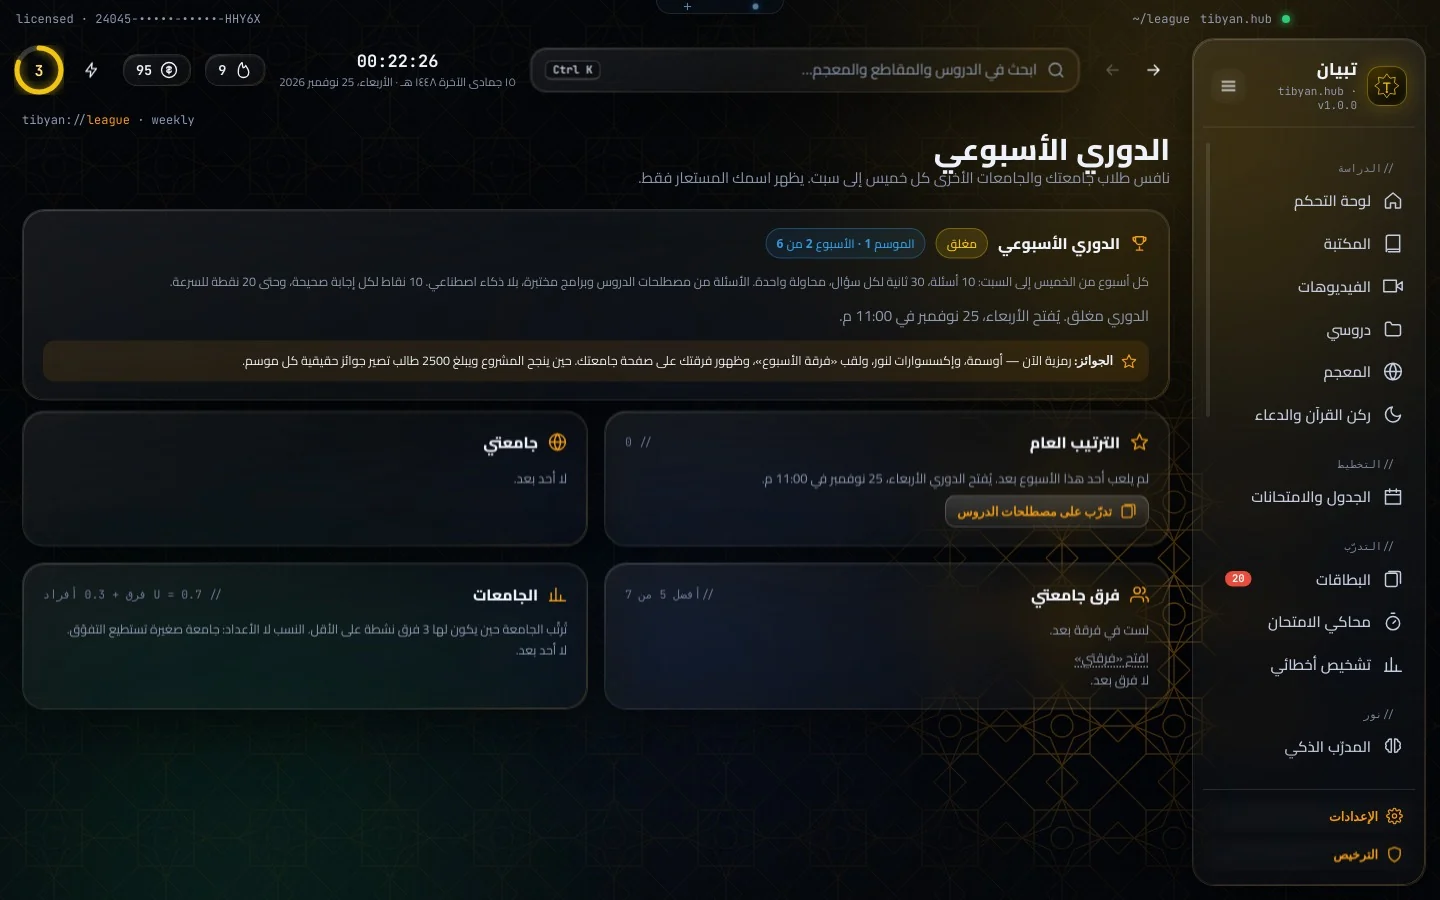 licensed · 24045-•••••-•••••-HHY6X
~/league tibyan.hub
تبيان
tibyan.hub ·
v1.0.0
ابحث في الدروس والمقاطع والمعجم...
Ctrl K
00:22:26
١٥ جمادى الآخرة ١٤٤٨ هـ · الأربعاء، 25 نوفمبر 2026
9
95
3
tibyan://league · weekly
الدوري الأسبوعي
نافس طلاب جامعتك والجامعات الأخرى كل خميس إلى سبت. يظهر اسمك المستعار فقط.
الدوري الأسبوعي
مغلق
الموسم 1 · الأسبوع 2 من 6
كل أسبوع من الخميس إلى السبت: 10 أسئلة، 30 ثانية لكل سؤال، محاولة واحدة. الأسئلة من مصطلحات الدروس وبرامج مختبرة، بلا ذكاء اصطناعي. 10 نقاط لكل إجابة صحيحة، وحتى 20 نقطة للسرعة.
الدوري مغلق. يُفتح الأربعاء، 25 نوفمبر في 11:00 م.
الجوائز: رمزية الآن — أوسمة، وإكسسوارات لنور، ولقب «فرقة الأسبوع»، وظهور فرقتك على صفحة جامعتك. حين ينجح المشروع ويبلغ 2500 طالب تصير جوائز حقيقية كل موسم.
الترتيب العام
// 0
لم يلعب أحد هذا الأسبوع بعد. يُفتح الدوري الأربعاء، 25 نوفمبر في 11:00 م.
تدرّب على مصطلحات الدروس
جامعتي
لا أحد بعد.
فرق جامعتي
// أفضل 5 من 7
لست في فرقة بعد.
افتح «فرقتي»
لا فرق بعد.
الجامعات
// U = 0.7 فرق + 0.3 أفراد
تُرتَّب الجامعة حين يكون لها 3 فرق نشطة على الأقل. النسب لا الأعداد: جامعة صغيرة تستطيع التفوّق.
لا أحد بعد.
// الدراسة
لوحة التحكم
المكتبة
الفيديوهات
دروسي
المعجم
ركن القرآن والدعاء
// التخطيط
الجدول والامتحانات
// التدرّب
البطاقات
20
محاكي الامتحان
تشخيص أخطائي
// نور
المدرّب الذكي
الإعدادات
الترخيص